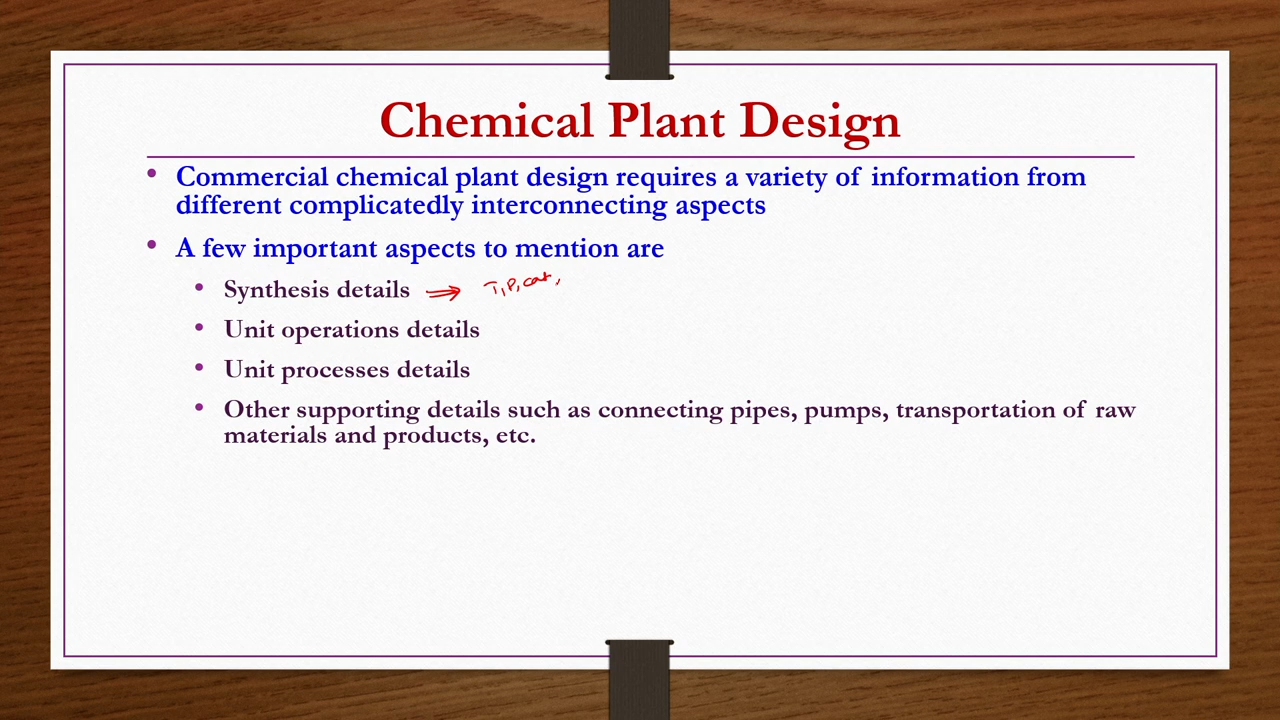 Chemical Plant Design
• Commercial chemical plant design requires a variety of information from
different complicatedly interconnecting aspects
• A few important aspects to mention are
• Synthesis details ⇒ T, P, cat,
• Unit operations details
• Unit processes details
• Other supporting details such as connecting pipes, pumps, transportation of raw
materials and products, etc.